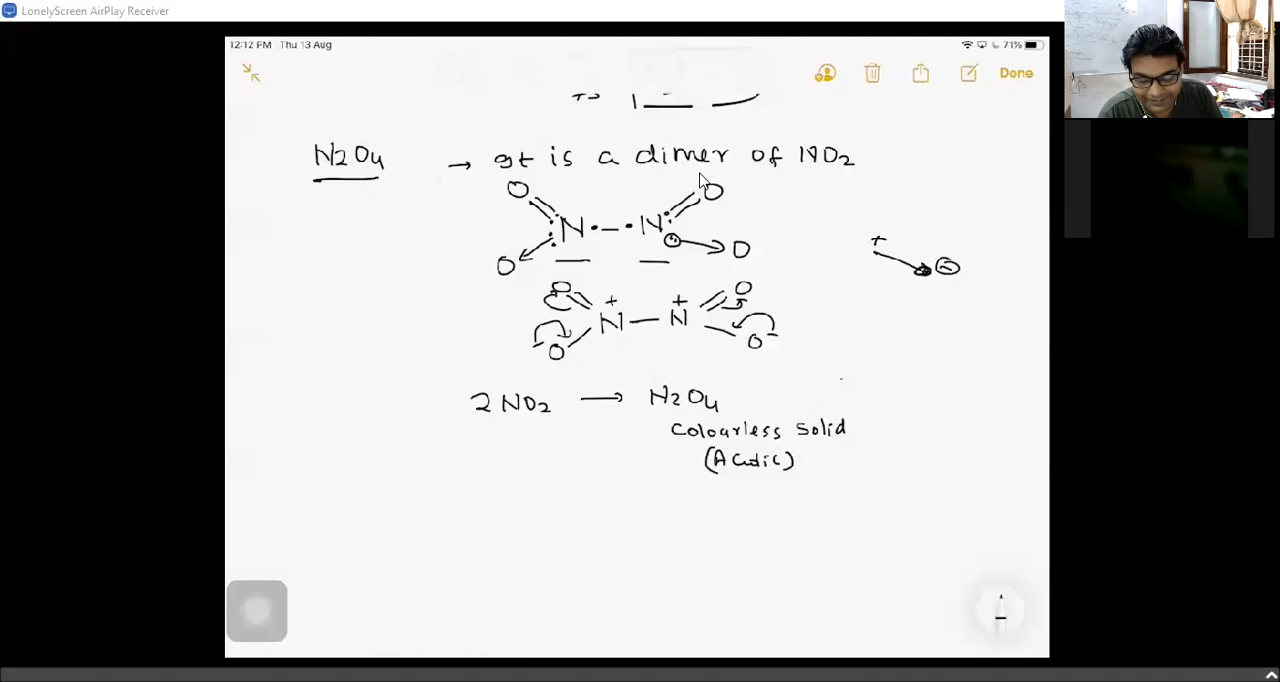 LonelyScreen AirPlay Receiver
12:12 PM Thu 13 Aug
71%
Done
N2O4 → It is a dimer of NO2
O O
N · – · N
O O
O + + O
N — N
-O O-
+ -
2 NO2 → N2O4
Colourless Solid
(Acidic)